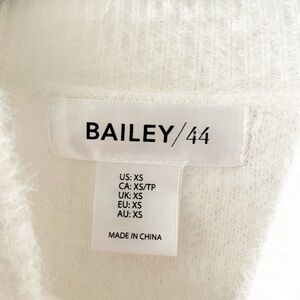 BAILEY/44
US: XS
CA: XS/TP
UK: XS
EU: XS
AU: XS
MADE IN CHINA